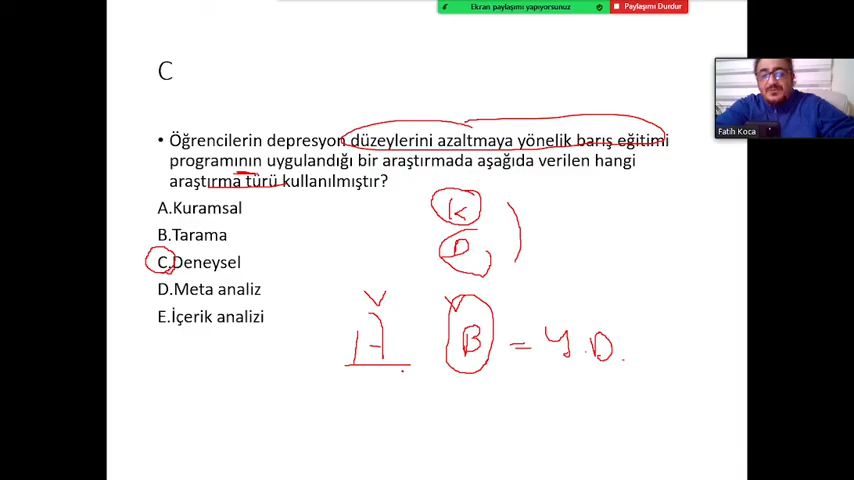 Ekran paylaşımı yapıyorsunuz
Paylaşımı Durdur
Fatih Koca
C
• Öğrencilerin depresyon düzeylerini azaltmaya yönelik barış eğitimi
programının uygulandığı bir araştırmada aşağıda verilen hangi
araştırma türü kullanılmıştır?
A.Kuramsal
B.Tarama
C.Deneysel
D.Meta analiz
E.İçerik analizi
K
D
A B = Y.D.